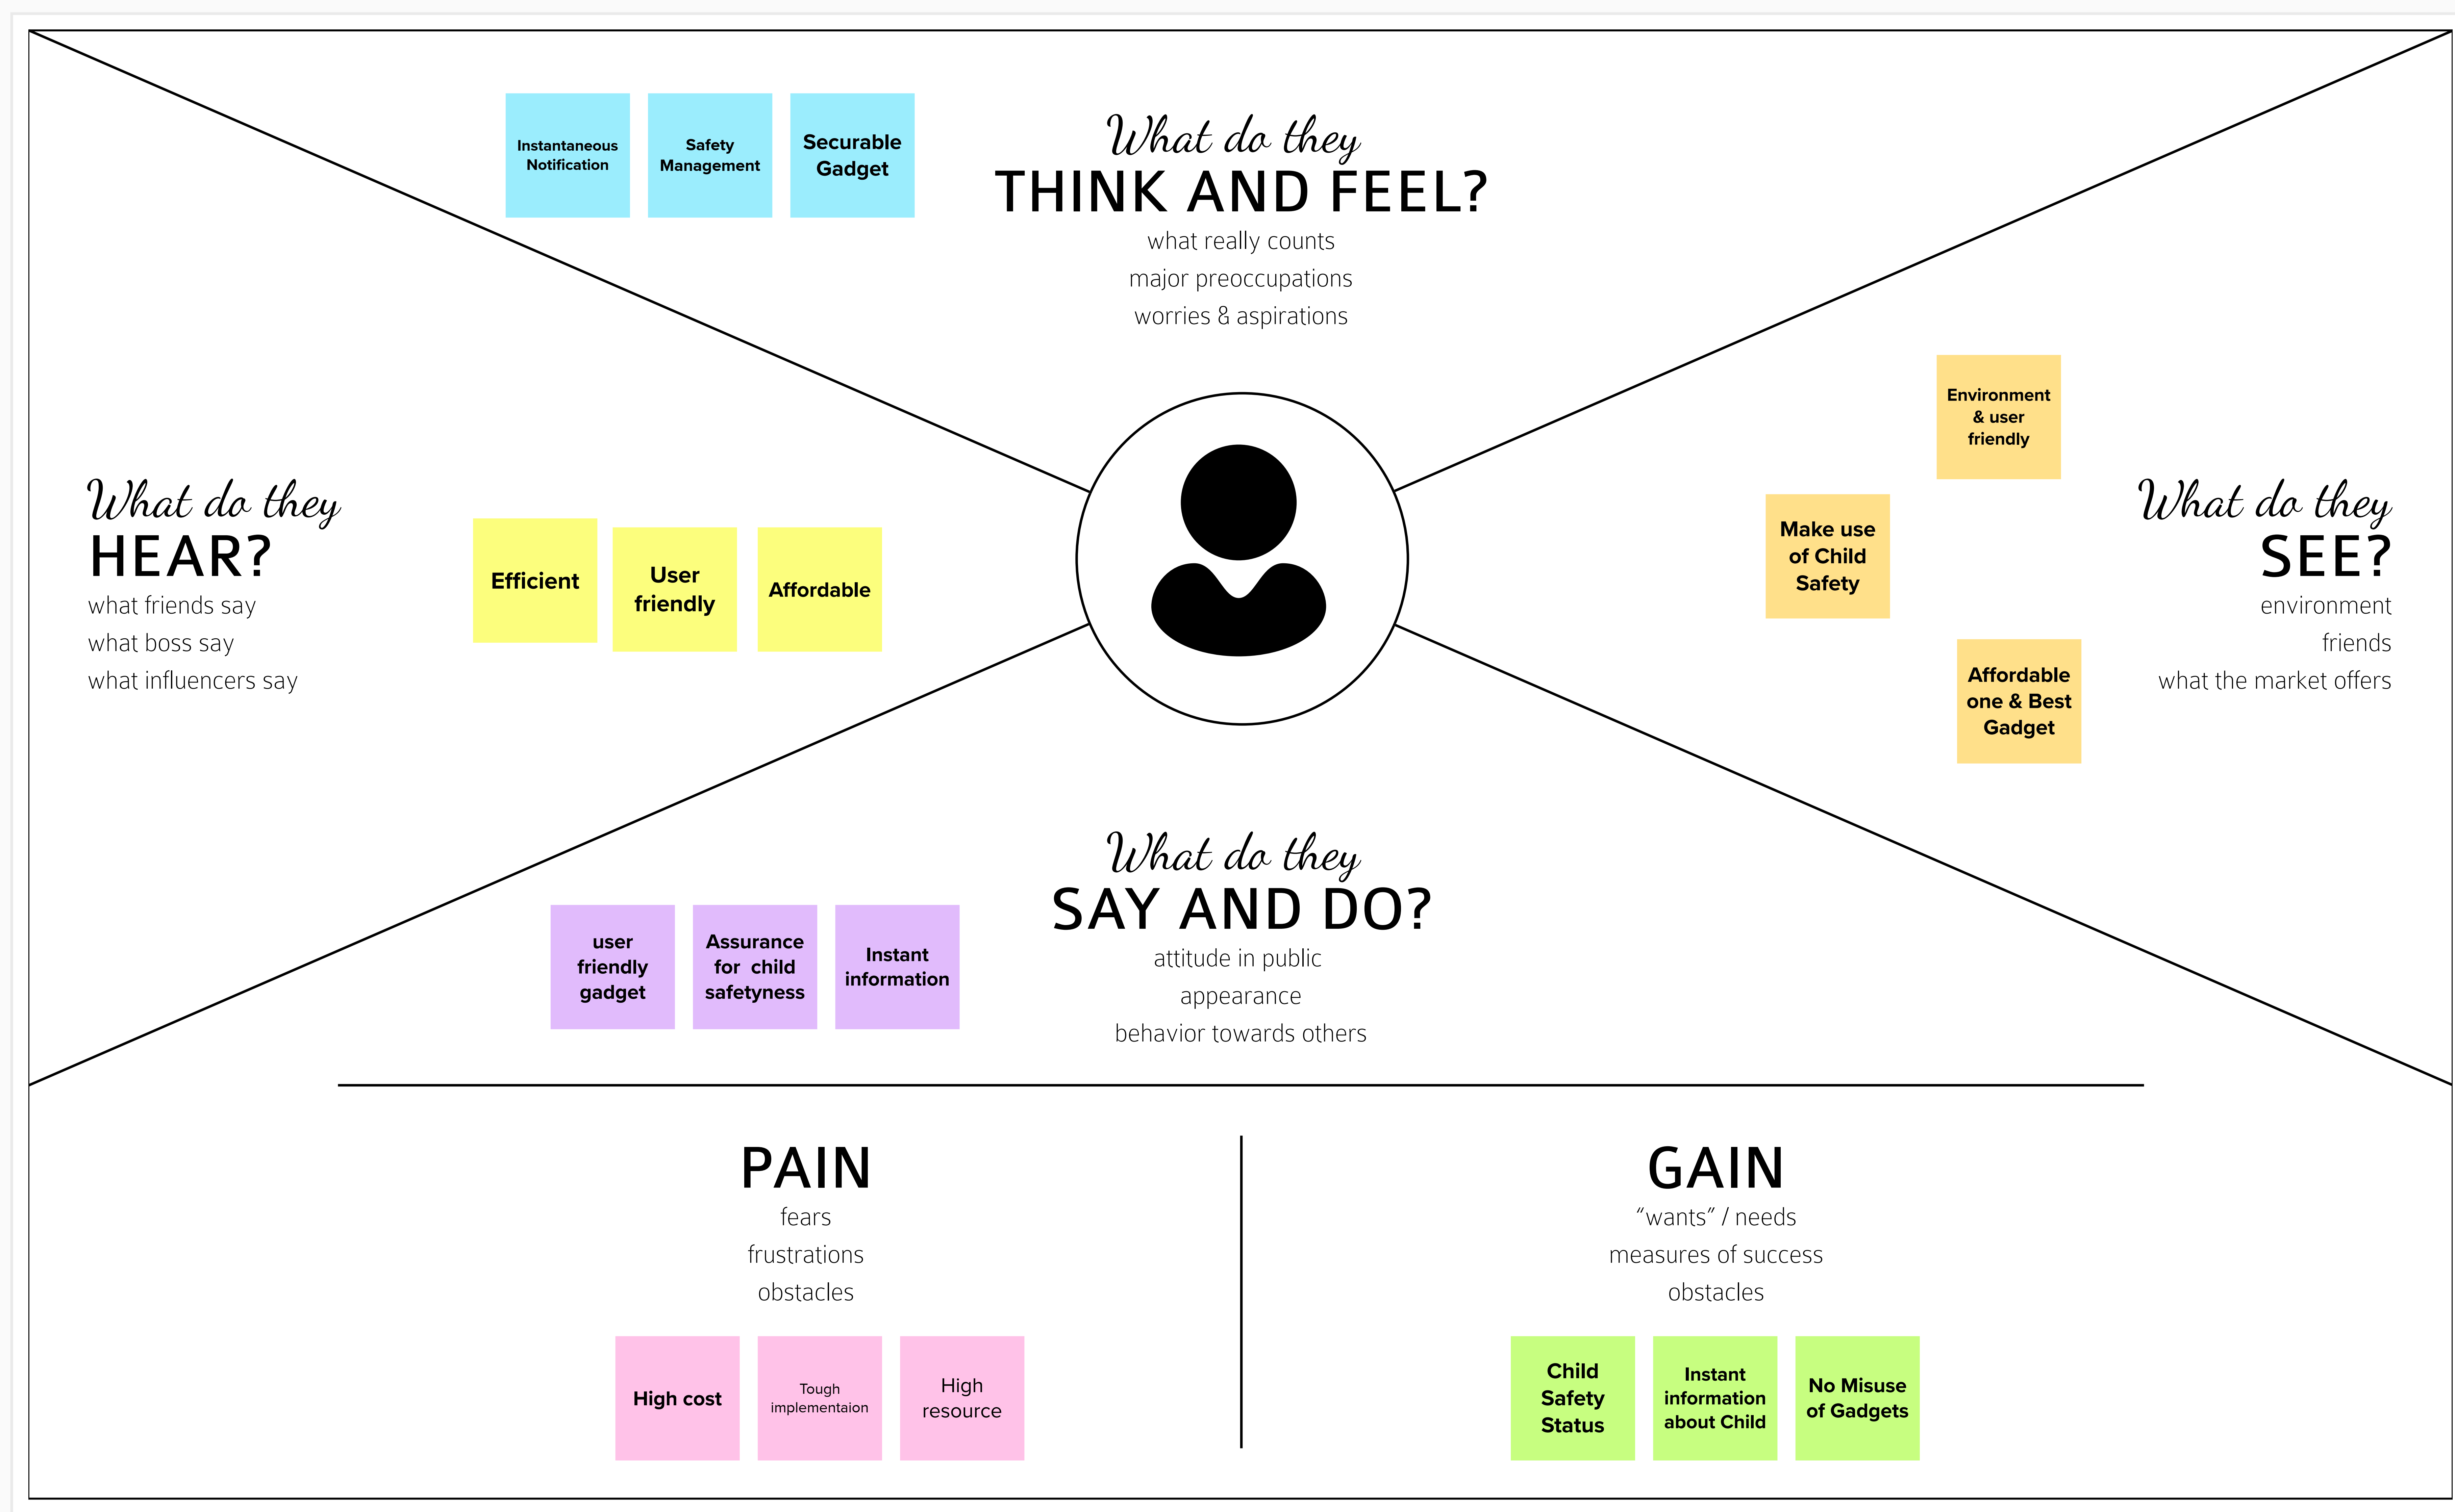 Instantaneous
Notification
Safety
Management
Securable
Gadget
What do they
THINK AND FEEL?
what really counts
major preoccupations
worries & aspirations
What do they
HEAR?
what friends say
what boss say
what influencers say
Efficient
User
friendly
Affordable
Environment
& user
friendly
Make use
of Child
Safety
Affordable
one & Best
Gadget
What do they
SEE?
environment
friends
what the market offers
What do they
SAY AND DO?
attitude in public
appearance
behavior towards others
user
friendly
gadget
Assurance
for child
safetyness
Instant
information
PAIN
fears
frustrations
obstacles
High cost
Tough
implementaion
High
resource
GAIN
“wants” / needs
measures of success
obstacles
Child
Safety
Status
Instant
information
about Child
No Misuse
of Gadgets